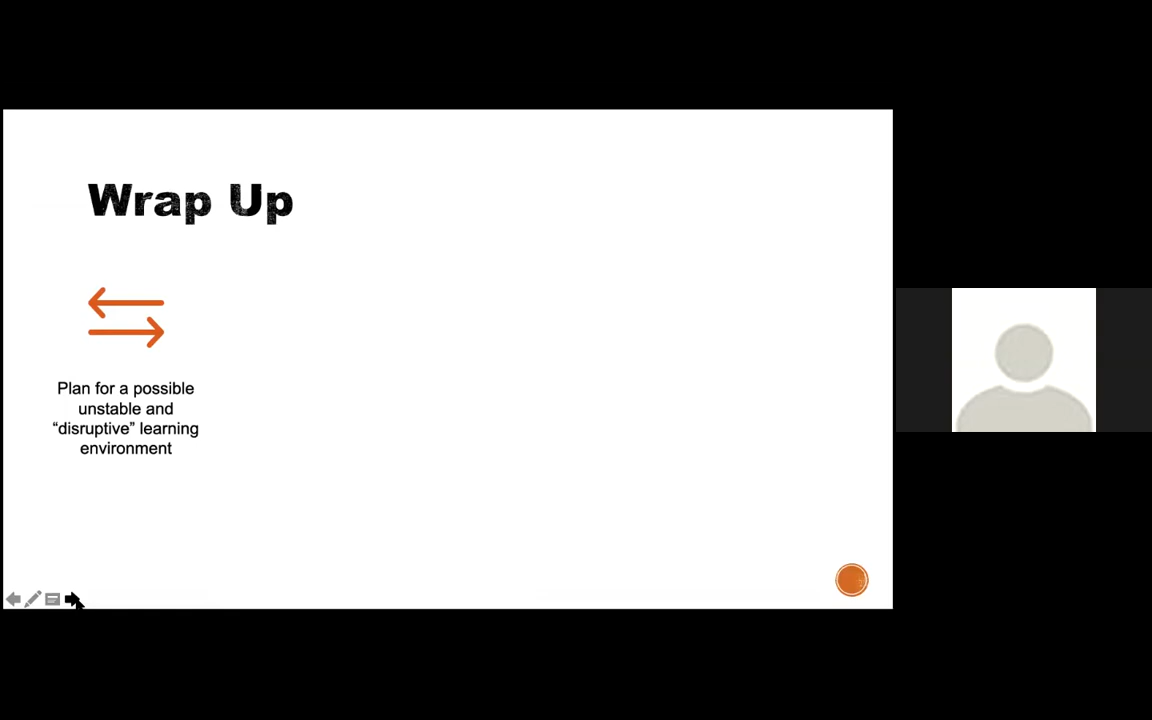 Wrap Up
Plan for a possible
unstable and
“disruptive” learning
environment